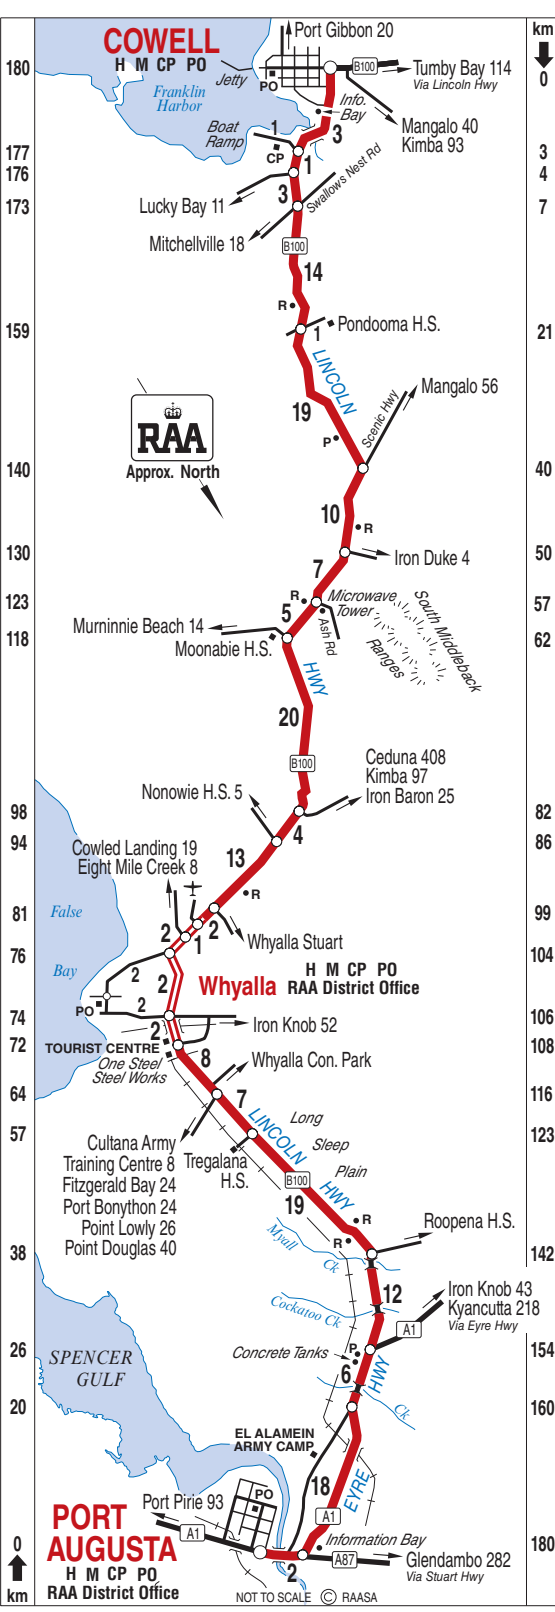 km
COWELL
H M CP PO
Port Gibbon 20
180
B100
Tumby Bay 114
Via Lincoln Hwy
0
Jetty
PO
Franklin
Harbor
Info.
Bay
Mangalo 40
Kimba 93
Boat
Ramp
1
3
CP
177
1
3
176
4
Lucky Bay 11
3
Swallows Nest Rd
173
7
Mitchellville 18
B100
14
R
159
1
Pondooma H.S.
21
LINCOLN
Mangalo 56
19
Scenic Hwy
RAA
Approx. North
P
140
40
10
R
130
Iron Duke 4
50
7
123
R
Microwave
Tower
57
Murninnie Beach 14
5
Ash Rd
South Middleback
Ranges
118
Moonabie H.S.
62
HWY
20
B100
Ceduna 408
Kimba 97
Iron Baron 25
Nonowie H.S. 5
98
82
94
4
86
Cowled Landing 19
Eight Mile Creek 8
13
R
81
False
99
2
1
2
Whyalla Stuart
76
104
Bay
2
2
Whyalla
H M CP PO
RAA District Office
PO
2
74
Iron Knob 52
106
2
72
TOURIST CENTRE
108
One Steel
Steel Works
8
Whyalla Con. Park
64
7
116
57
LINCOLN
Long
Sleep
Plain
123
Cultana Army
Training Centre 8
Fitzgerald Bay 24
Port Bonython 24
Point Lowly 26
Point Douglas 40
Tregalana
H.S.
B100
19
HWY
R
Roopena H.S.
R
38
Myall
Ck
142
12
Iron Knob 43
Kyancutta 218
Via Eyre Hwy
Cockatoo Ck
A1
26
Concrete Tanks
P
154
SPENCER
GULF
6
HWY
20
Ck
160
EL ALAMEIN
ARMY CAMP
18
EYRE
Port Pirie 93
PO
A1
PORT
AUGUSTA
A1
Information Bay
0
180
H M CP PO
RAA District Office
2
A87
Glendambo 282
Via Stuart Hwy
km
NOT TO SCALE © RAASA